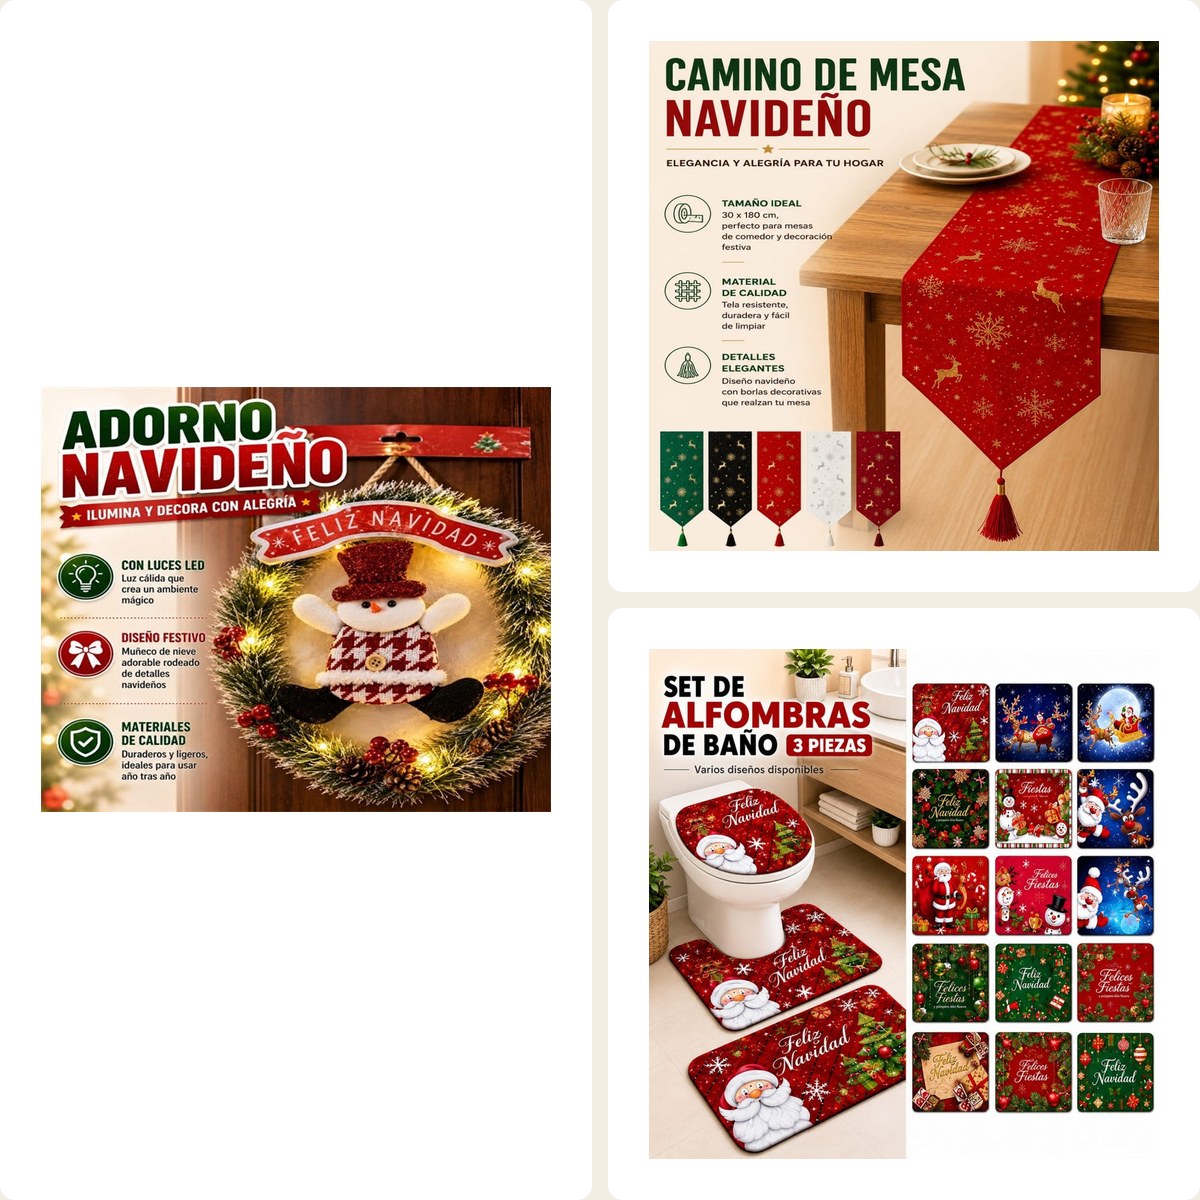 ADORNO
NAVIDEÑO
ILUMINA Y DECORA CON ALEGRÍA
FELIZ NAVIDAD
CON LUCES LED
Luz cálida que
crea un ambiente
mágico
DISEÑO FESTIVO
Muñeco de nieve
adorable rodeado
de detalles
navideños
MATERIALES
DE CALIDAD
Duraderos y ligeros,
ideales para usar
año tras año
CAMINO DE MESA
NAVIDEÑO
ELEGANCIA Y ALEGRÍA PARA TU HOGAR
TAMAÑO IDEAL
30 x 180 cm,
perfecto para mesas
de comedor y decoración
festiva
MATERIAL
DE CALIDAD
Tela resistente,
duradera y fácil
de limpiar
DETALLES
ELEGANTES
Diseño navideño
con borlas decorativas
que realzan tu mesa
SET DE
ALFOMBRAS
DE BAÑO 3 PIEZAS
Varios diseños disponibles
Feliz
Navidad
Feliz
Navidad
Feliz
Navidad
Feliz
Navidad
Feliz
Navidad
Fiestas
Felices
Fiestas
Felices
Fiestas
Feliz
Navidad
Felices
Fiestas
Feliz
Navidad
Felices
Fiestas
Feliz
Navidad